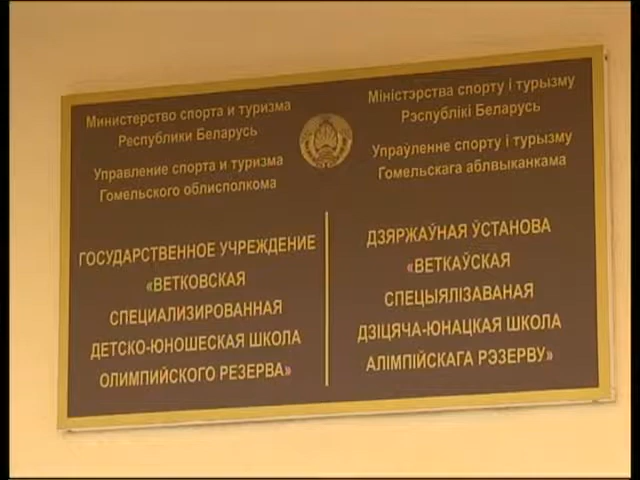 Министерство спорта и туризма
Республики Беларусь
Управление спорта и туризма
Гомельского облисполкома
ГОСУДАРСТВЕННОЕ УЧРЕЖДЕНИЕ
«ВЕТКОВСКАЯ
СПЕЦИАЛИЗИРОВАННАЯ
ДЕТСКО-ЮНОШЕСКАЯ ШКОЛА
ОЛИМПИЙСКОГО РЕЗЕРВА»
Міністэрства спорту і турызму
Рэспублікі Беларусь
Упраўленне спорту і турызму
Гомельскага аблвыканкама
ДЗЯРЖАЎНАЯ ЎСТАНОВА
«ВЕТКАЎСКАЯ
СПЕЦЫЯЛІЗАВАНАЯ
ДЗІЦЯЧА-ЮНАЦКАЯ ШКОЛА
АЛІМПІЙСКАГА РЭЗЕРВУ»